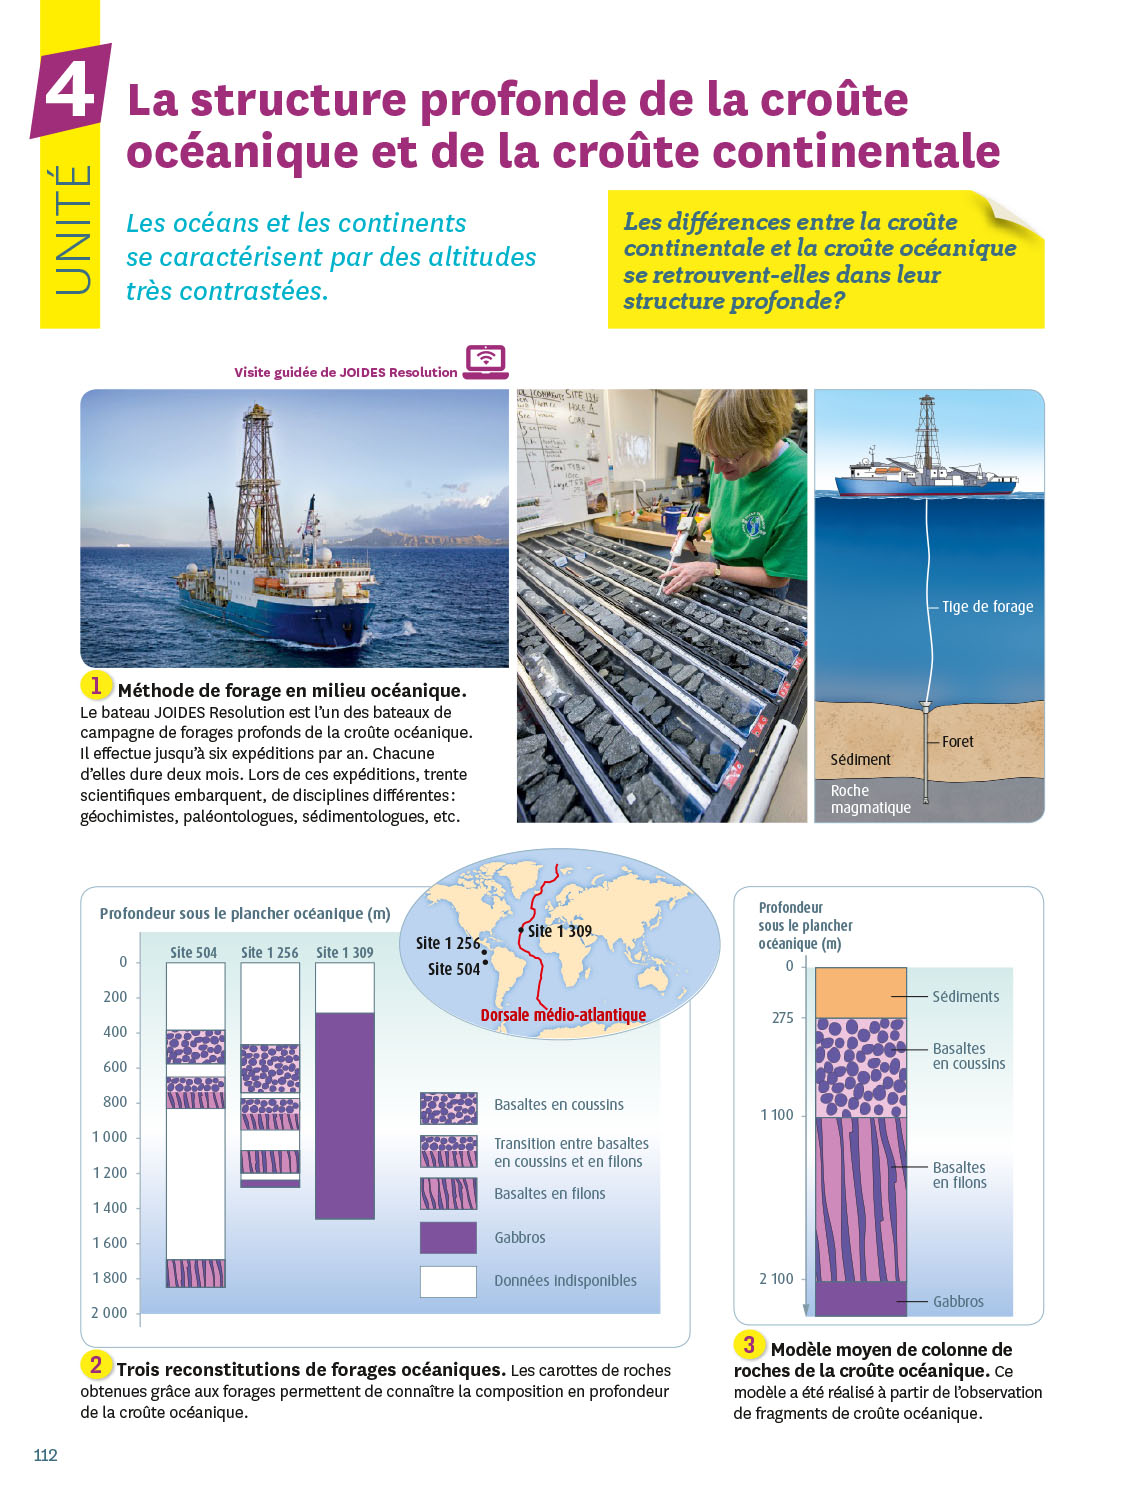 4
UNITÉ
La structure profonde de la croûte
océanique et de la croûte continentale
Les océans et les continents
se caractérisent par des altitudes
très contrastées.
Les différences entre la croûte
continentale et la croûte océanique
se retrouvent-elles dans leur
structure profonde?
Visite guidée de JOIDES Resolution
Tige de forage
Foret
Sédiment
Roche
magmatique
1 Méthode de forage en milieu océanique.
Le bateau JOIDES Resolution est l'un des bateaux de
campagne de forages profonds de la croûte océanique.
Il effectue jusqu'à six expéditions par an. Chacune
d'elles dure deux mois. Lors de ces expéditions, trente
scientifiques embarquent, de disciplines différentes :
géochimistes, paléontologues, sédimentologues, etc.
Profondeur sous le plancher océanique (m)
Site 504 Site 1 256 Site 1 309
0
200
400
600
800
1 000
1 200
1 400
1 600
1 800
2 000
Site 1 309
Site 1 256
Site 504
Dorsale médio-atlantique
Basaltes en coussins
Transition entre basaltes
en coussins et en filons
Basaltes en filons
Gabbros
Données indisponibles
2 Trois reconstitutions de forages océaniques. Les carottes de roches
obtenues grâce aux forages permettent de connaître la composition en profondeur
de la croûte océanique.
Profondeur
sous le plancher
océanique (m)
0
275
1 100
2 100
Sédiments
Basaltes
en coussins
Basaltes
en filons
Gabbros
3 Modèle moyen de colonne de
roches de la croûte océanique. Ce
modèle a été réalisé à partir de l'observation
de fragments de croûte océanique.
112